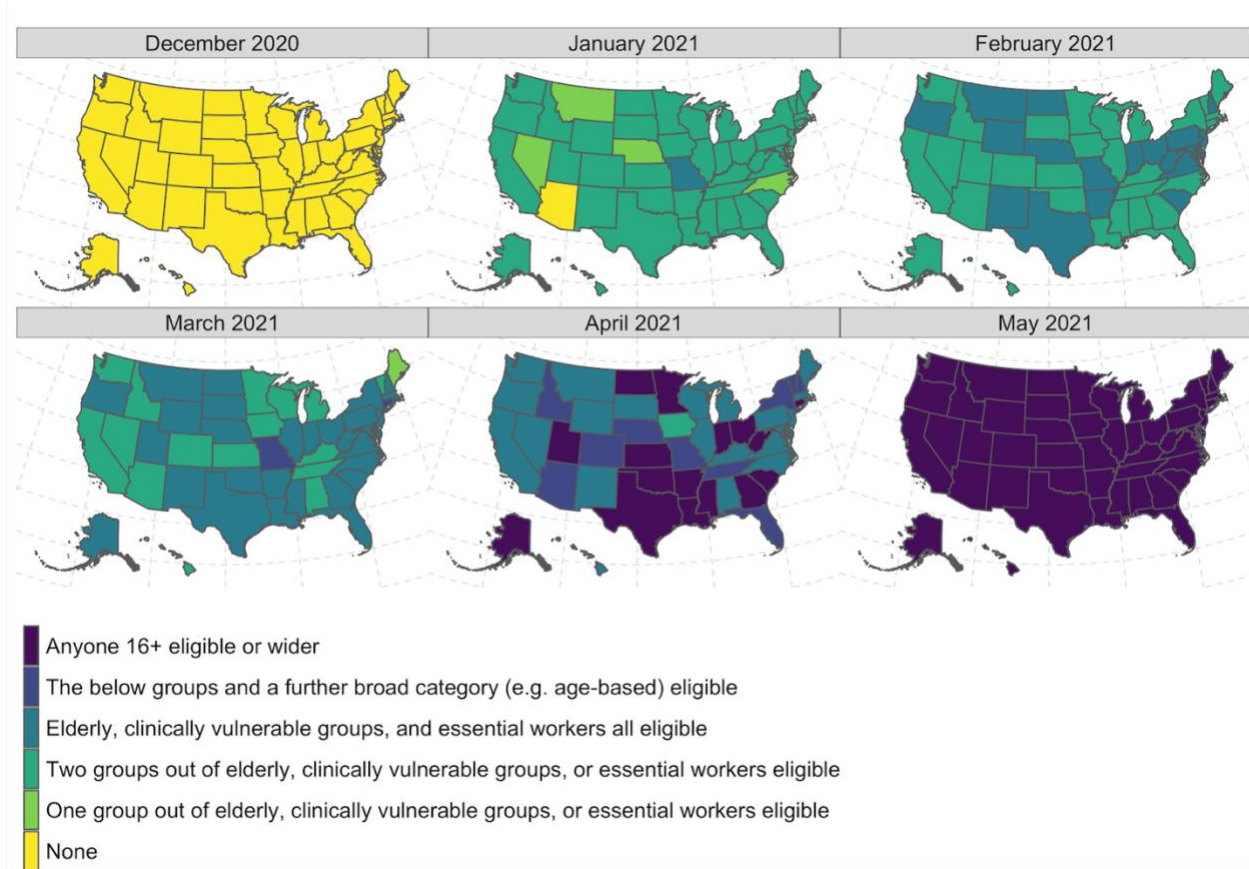 December 2020
January 2021
February 2021
March 2021
April 2021
May 2021
Anyone 16+ eligible or wider
The below groups and a further broad category (e.g. age-based) eligible
Elderly, clinically vulnerable groups, and essential workers all eligible
Two groups out of elderly, clinically vulnerable groups, or essential workers eligible
One group out of elderly, clinically vulnerable groups, or essential workers eligible
None